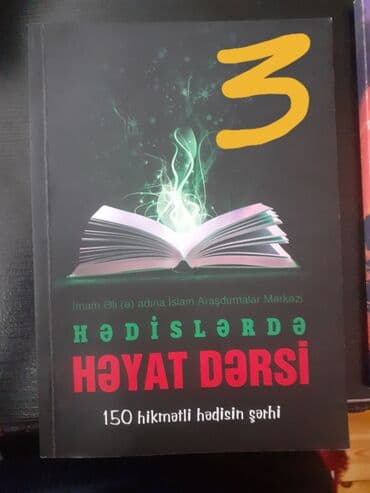 3
İmam Əli (ə) adına İslam Araşdırmalar Mərkəzi
HƏDİSLƏRDƏ
HƏYAT DƏRSİ
150 hikmətli hədisin şərhi